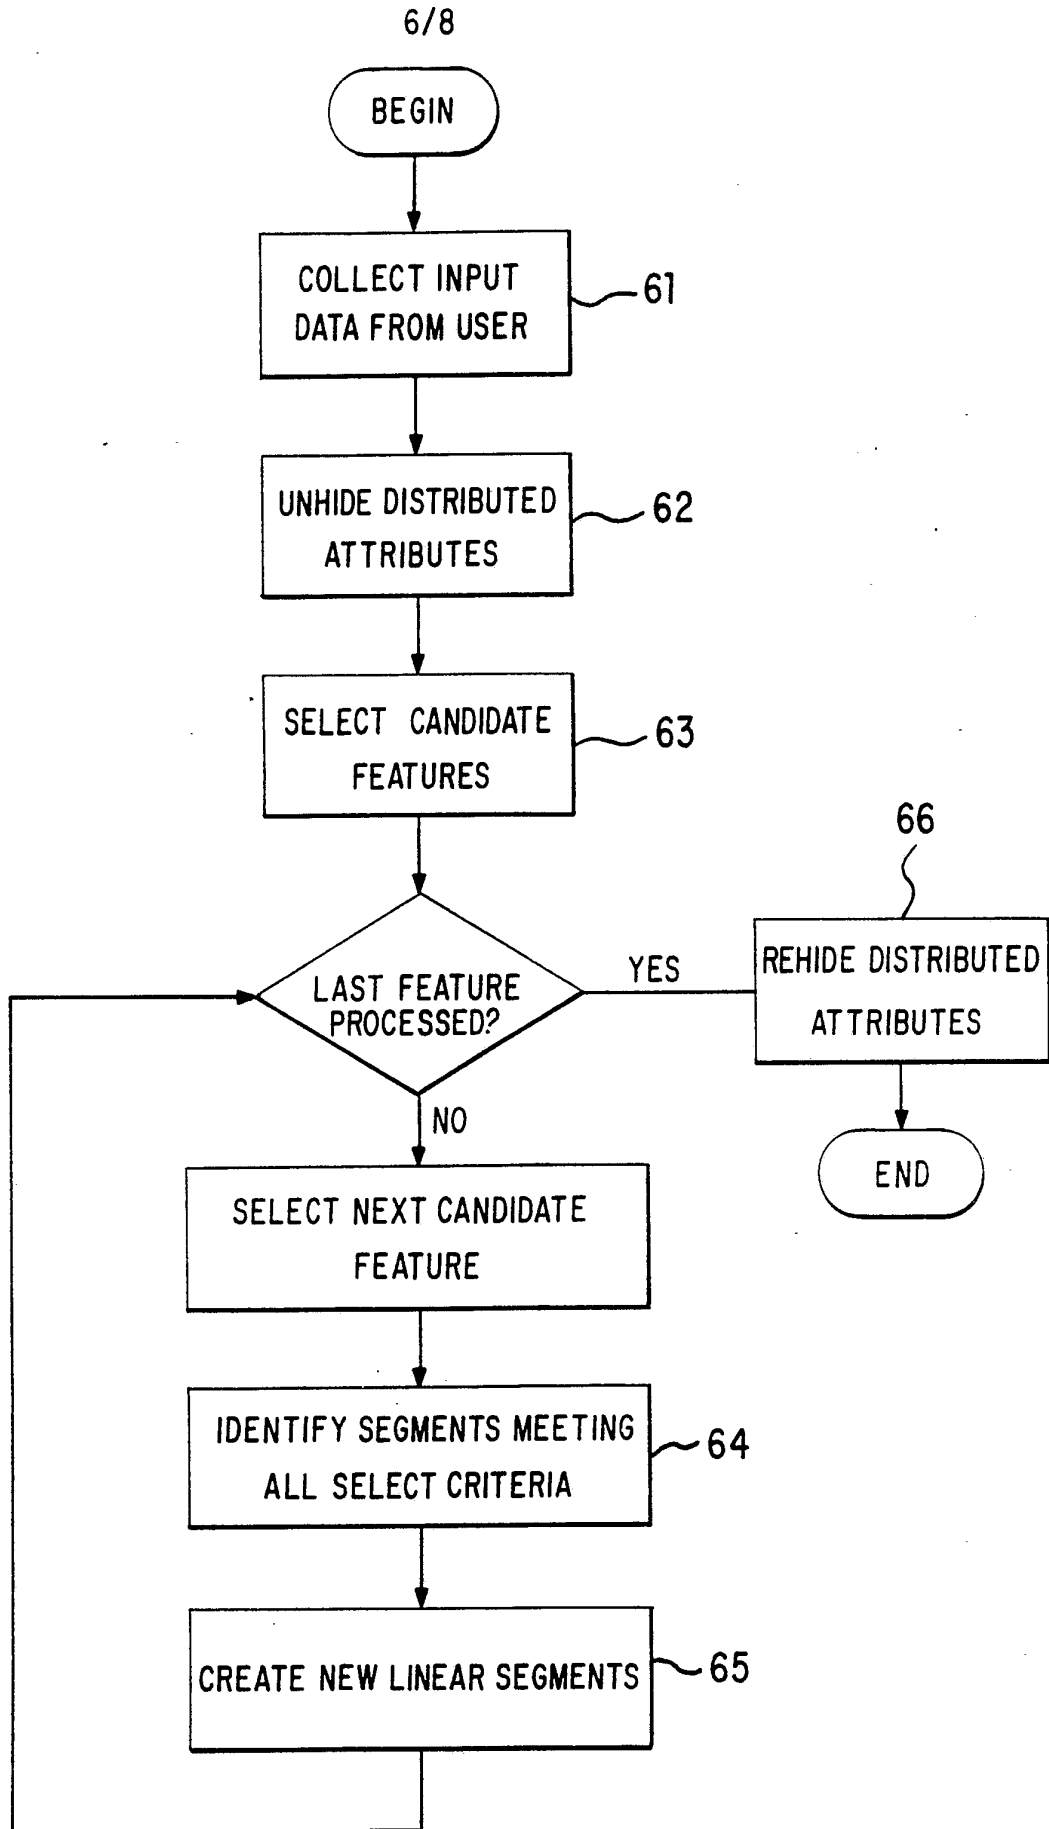 6/8
BEGIN
COLLECT INPUT
DATA FROM USER
61
UNHIDE DISTRIBUTED
ATTRIBUTES
62
SELECT CANDIDATE
FEATURES
63
66
LAST FEATURE
PROCESSED?
YES
REHIDE DISTRIBUTED
ATTRIBUTES
NO
END
SELECT NEXT CANDIDATE
FEATURE
IDENTIFY SEGMENTS MEETING
ALL SELECT CRITERIA
64
CREATE NEW LINEAR SEGMENTS
65